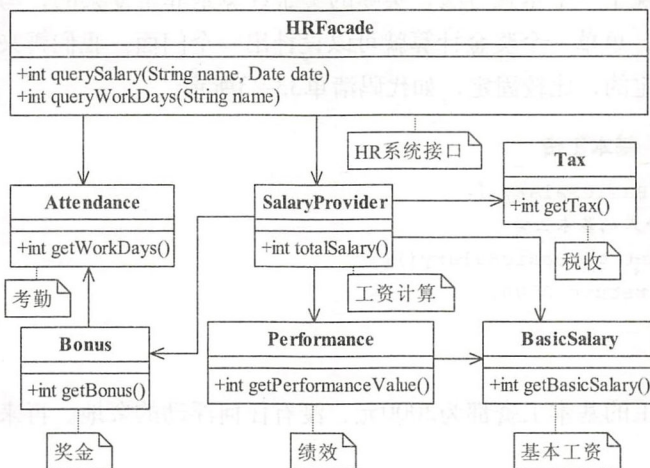 HRFacade
+int querySalary(String name, Date date)
+int queryWorkDays(String name)
HR系统接口
Tax
+int getTax()
税收
Attendance
+int getWorkDays()
考勤
SalaryProvider
+int totalSalary()
工资计算
Bonus
+int getBonus()
奖金
Performance
+int getPerformanceValue()
绩效
BasicSalary
+int getBasicSalary()
基本工资